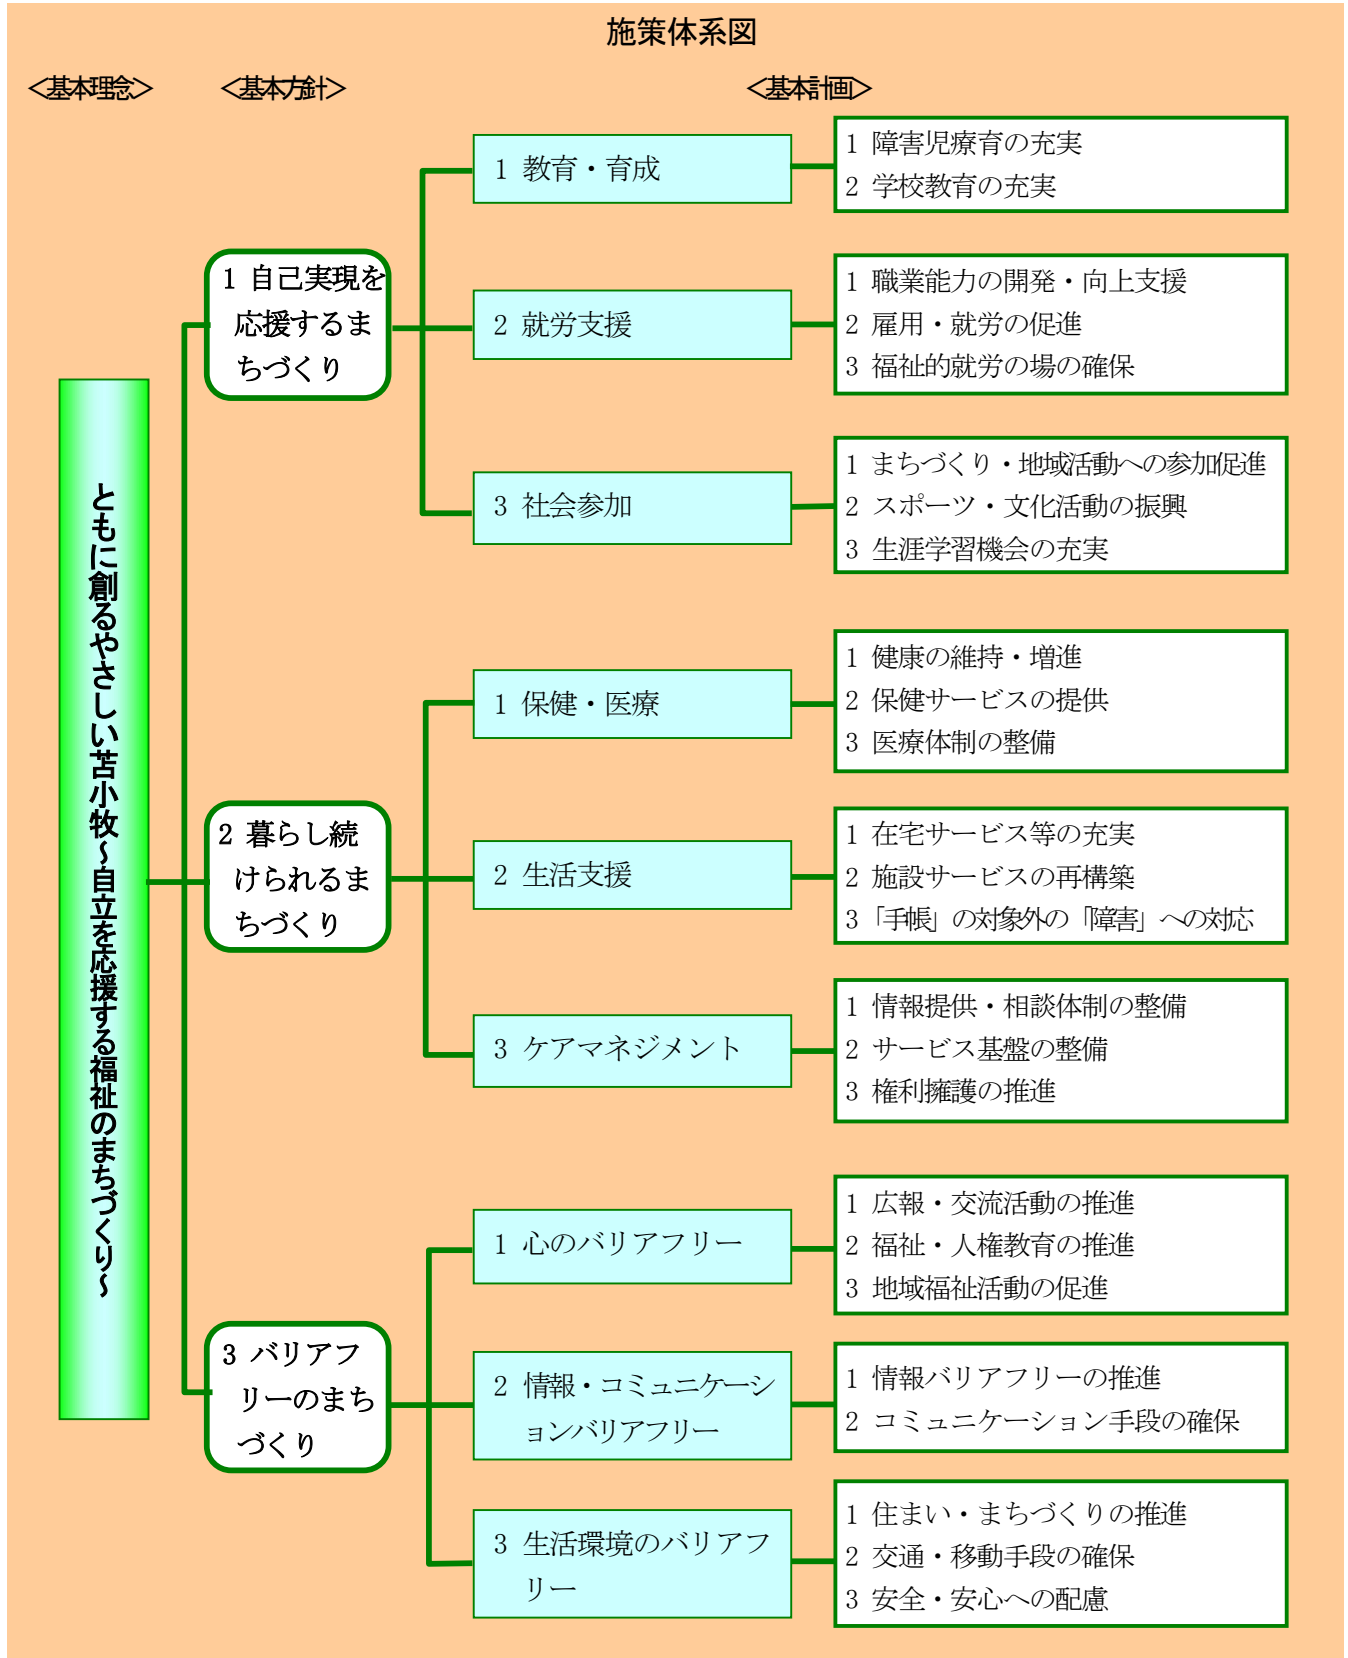 施策体系図
＜基本理念＞
＜基本方針＞
＜基本計画＞
ともに創るやさしい苫小牧～自立を応援する福祉のまちづくり～
1 自己実現を
応援するま
ちづくり
1 教育・育成
1 障害児療育の充実
2 学校教育の充実
2 就労支援
1 職業能力の開発・向上支援
2 雇用・就労の促進
3 福祉的就労の場の確保
3 社会参加
1 まちづくり・地域活動への参加促進
2 スポーツ・文化活動の振興
3 生涯学習機会の充実
2 暮らし続
けられるま
ちづくり
1 保健・医療
1 健康の維持・増進
2 保健サービスの提供
3 医療体制の整備
2 生活支援
1 在宅サービス等の充実
2 施設サービスの再構築
3「手帳」の対象外の「障害」への対応
3 ケアマネジメント
1 情報提供・相談体制の整備
2 サービス基盤の整備
3 権利擁護の推進
3 バリアフ
リーのまち
づくり
1 心のバリアフリー
1 広報・交流活動の推進
2 福祉・人権教育の推進
3 地域福祉活動の促進
2 情報・コミュニケーシ
ョンバリアフリー
1 情報バリアフリーの推進
2 コミュニケーション手段の確保
3 生活環境のバリアフ
リー
1 住まい・まちづくりの推進
2 交通・移動手段の確保
3 安全・安心への配慮